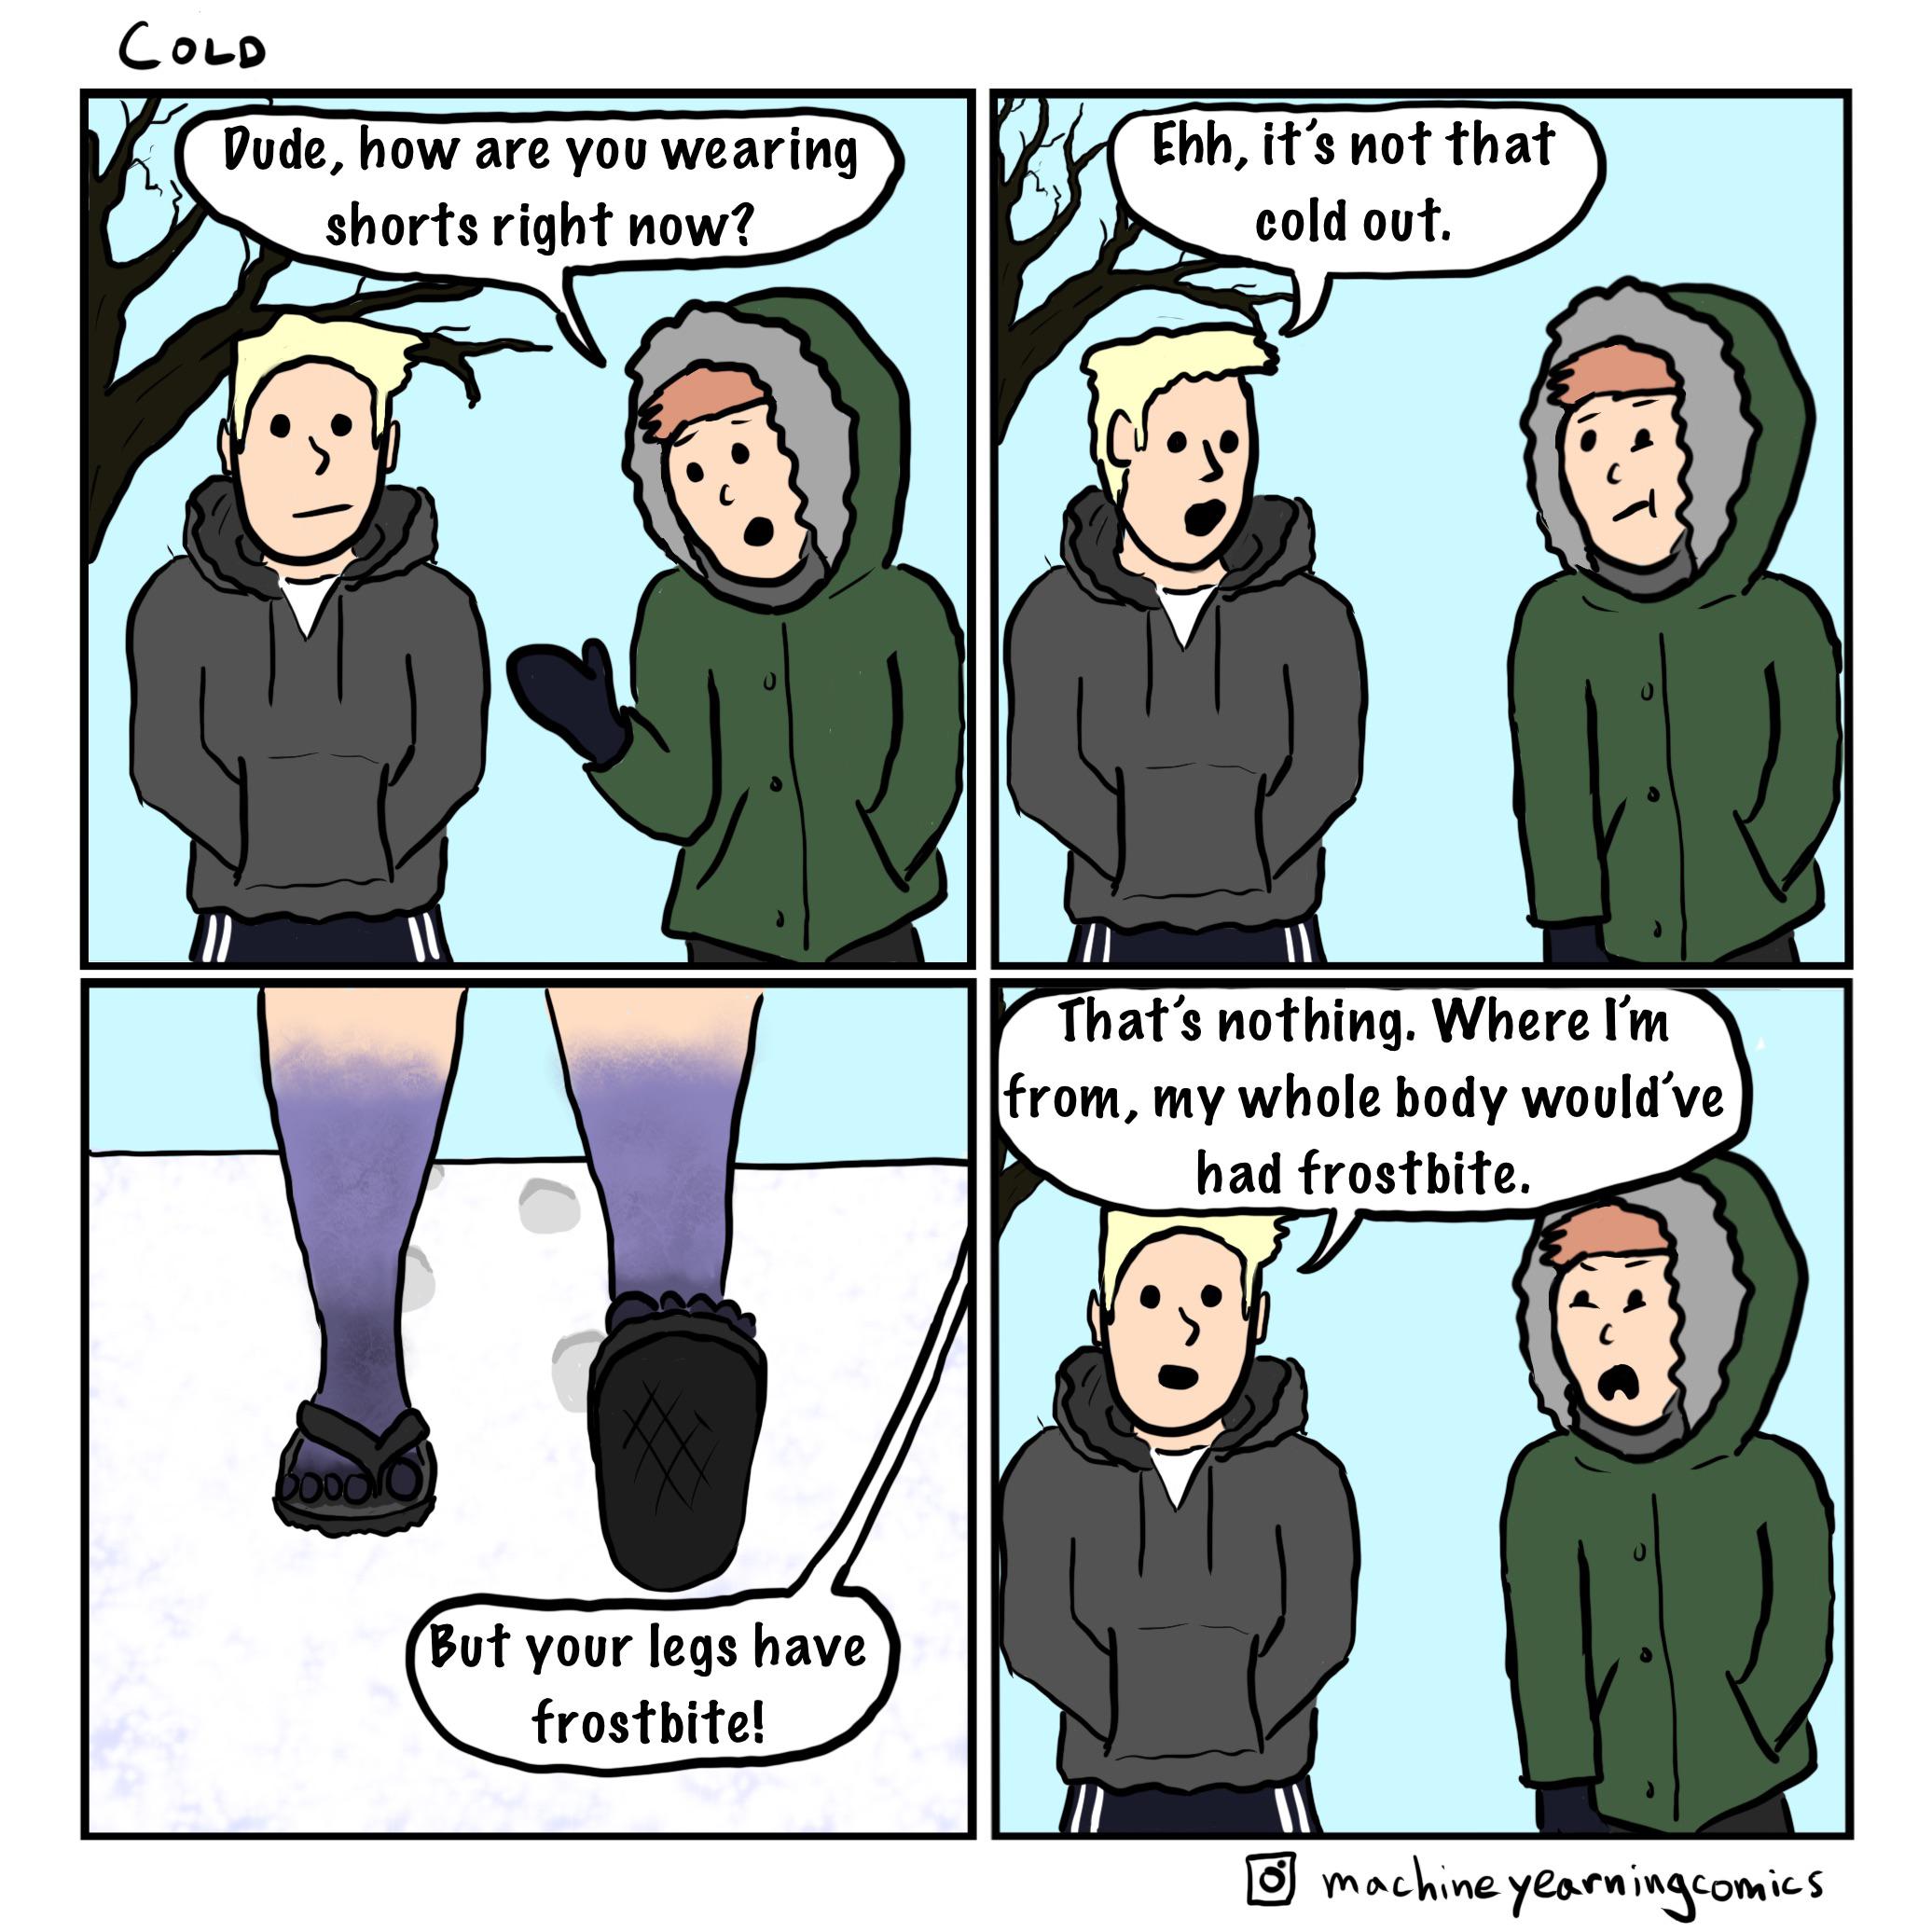 COLD
Dude, how are you wearing
shorts right now?
Ehh, it's not that
cold out.
But your legs have
frostbite!
That's nothing. Where I'm
from, my whole body would've
had frostbite.
machineyearningcomics